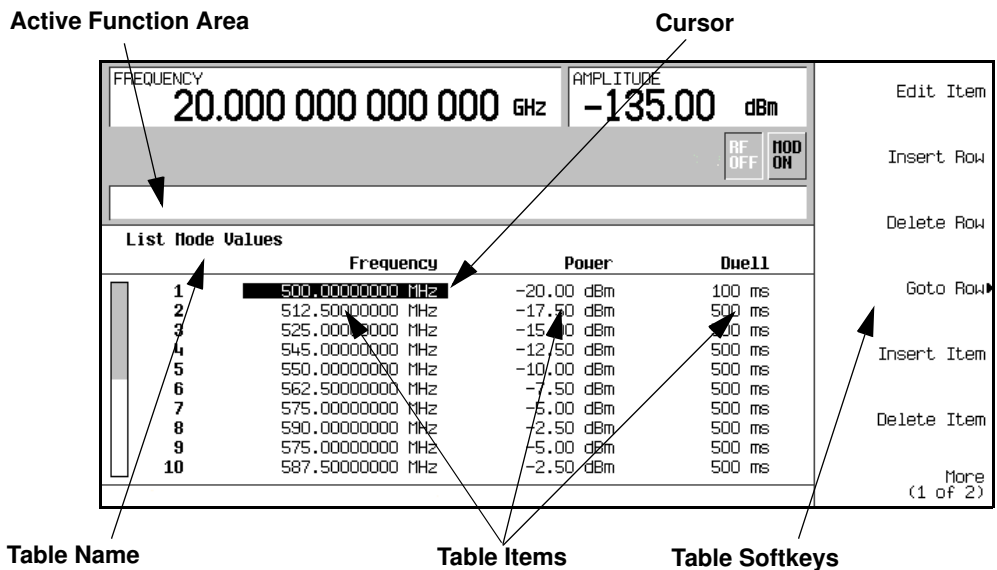 Active Function Area
Cursor
FREQUENCY
20.000 000 000 000 GHz
AMPLITUDE
-135.00 dBm
RF OFF
MOD ON
Edit Item
Insert Row
Delete Row
Goto Row
Insert Item
Delete Item
More
(1 of 2)
List Mode Values
Frequency Power Dwell
1 500.00000000 MHz -20.00 dBm 100 ms
2 512.50000000 MHz -17.50 dBm 500 ms
3 525.00000000 MHz -15.00 dBm 500 ms
4 545.00000000 MHz -12.50 dBm 500 ms
5 550.00000000 MHz -10.00 dBm 500 ms
6 562.50000000 MHz -7.50 dBm 500 ms
7 575.00000000 MHz -5.00 dBm 500 ms
8 590.00000000 MHz -2.50 dBm 500 ms
9 575.00000000 MHz -5.00 dBm 500 ms
10 587.50000000 MHz -2.50 dBm 500 ms
Table Name
Table Items
Table Softkeys